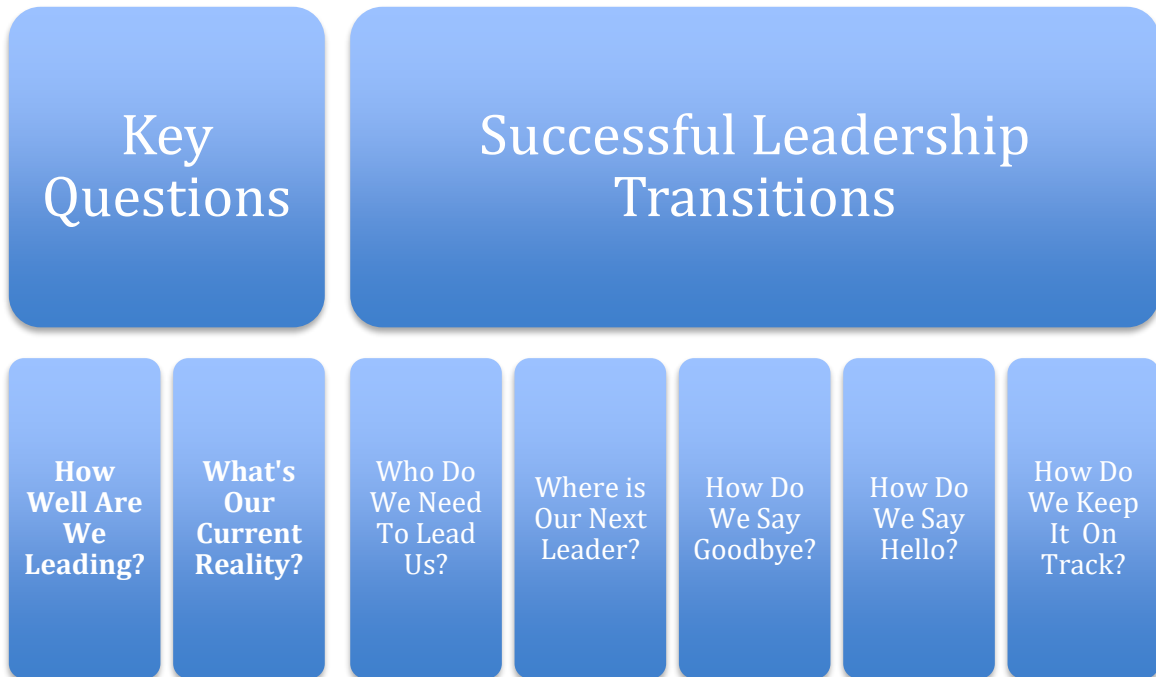 Key
Questions
Successful Leadership
Transitions
How
Well Are
We
Leading?
What's
Our
Current
Reality?
Who Do
We Need
To Lead
Us?
Where is
Our Next
Leader?
How Do
We Say
Goodbye?
How Do
We Say
Hello?
How Do
We Keep
It On
Track?